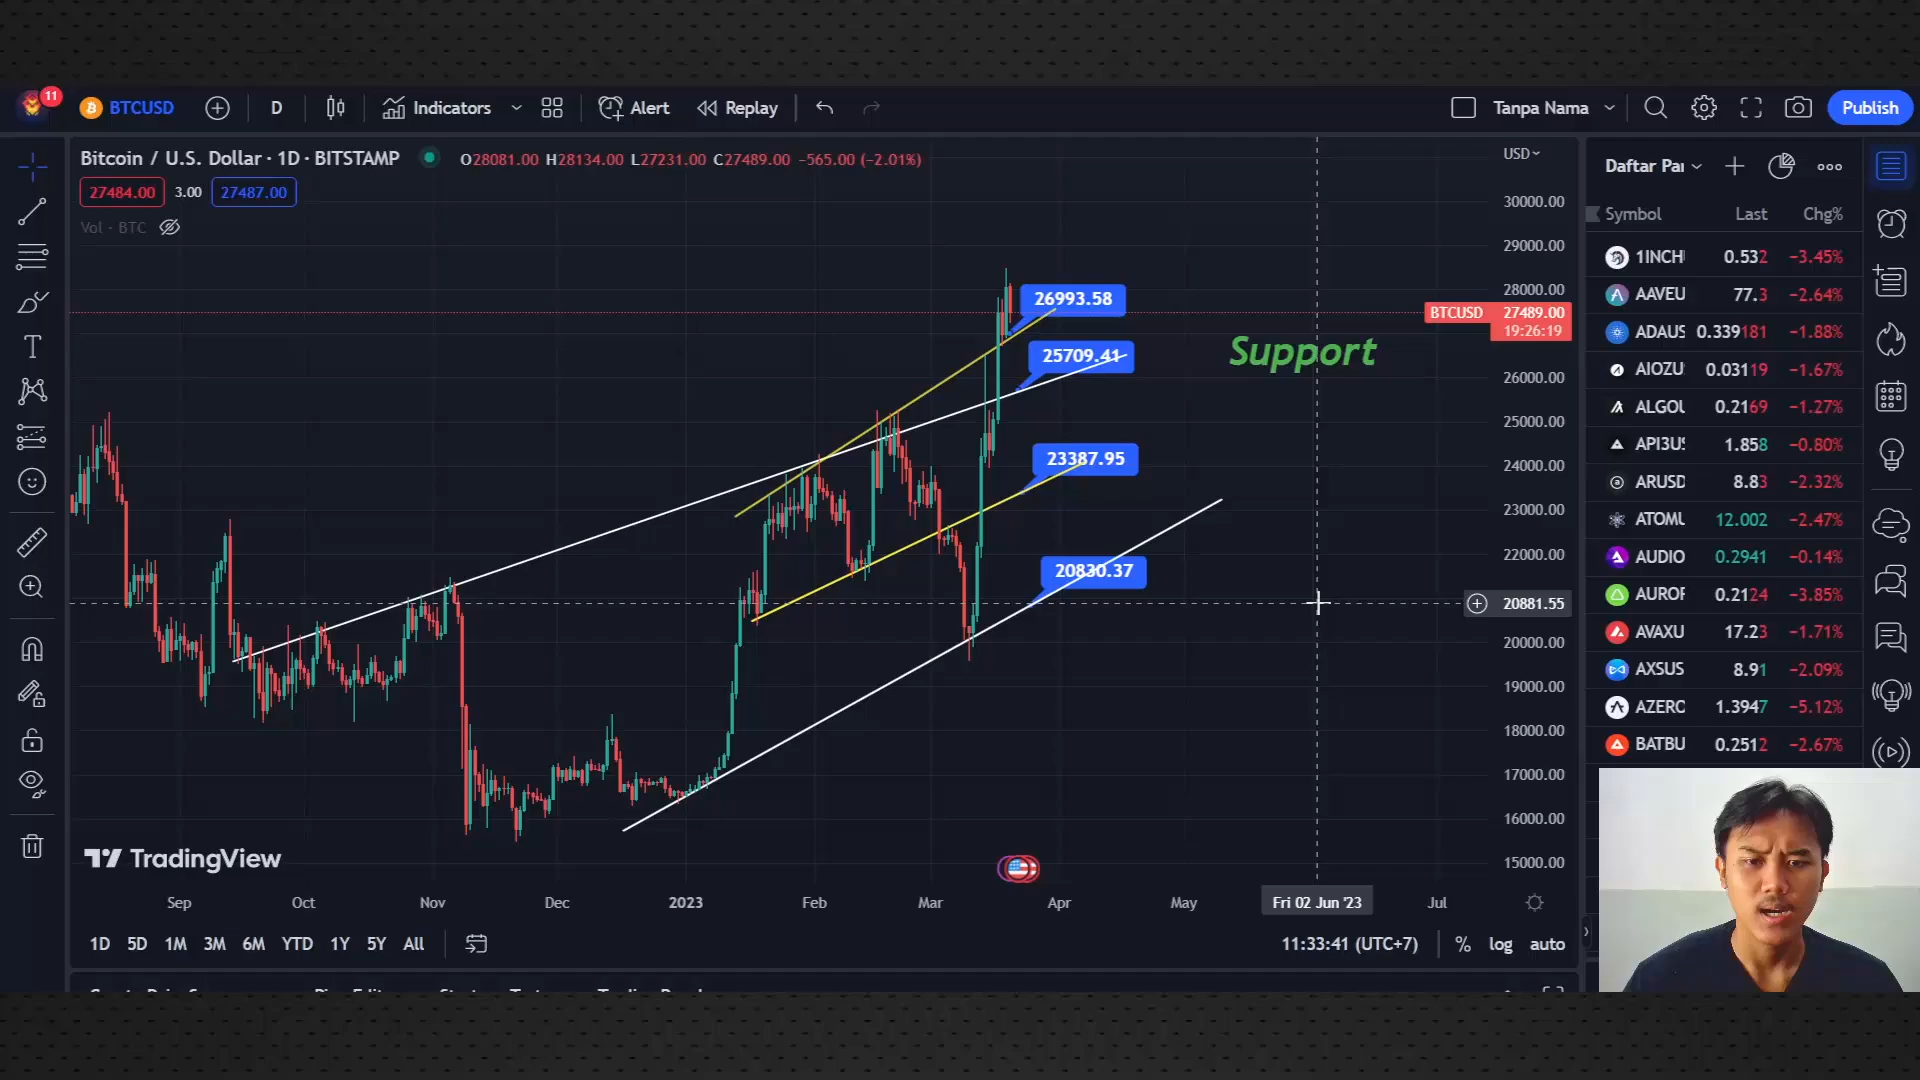 11
BTCUSD
D
Indicators
Alert
Replay
Tanpa Nama
Publish
Bitcoin / U.S. Dollar · 1D · BITSTAMP
O28081.00 H28134.00 L27231.00 C27489.00 −565.00 (−2.01%)
27484.00 3.00 27487.00
Vol · BTC
USD
30000.00
29000.00
28000.00
BTCUSD 27489.00
19:26:19
26000.00
25000.00
24000.00
23000.00
22000.00
20881.55
20000.00
19000.00
18000.00
17000.00
16000.00
15000.00
26993.58
25709.41
23387.95
20830.37
Support
TradingView
Sep Oct Nov Dec 2023 Feb Mar Apr May Fri 02 Jun '23 Jul
1D 5D 1M 3M 6M YTD 1Y 5Y All
11:33:41 (UTC+7) % log auto
Daftar Par
Symbol Last Chg%
1INCH 0.532 −3.45%
AAVEU 77.3 −2.64%
ADAUS 0.339181 −1.88%
AIOZU 0.03119 −1.67%
ALGOU 0.2169 −1.27%
API3US 1.858 −0.80%
ARUSD 8.83 −2.32%
ATOMU 12.002 −2.47%
AUDIO 0.2941 −0.14%
AUROR 0.2124 −3.85%
AVAXU 17.23 −1.71%
AXSUS 8.91 −2.09%
AZERO 1.3947 −5.12%
BATBU 0.2512 −2.67%